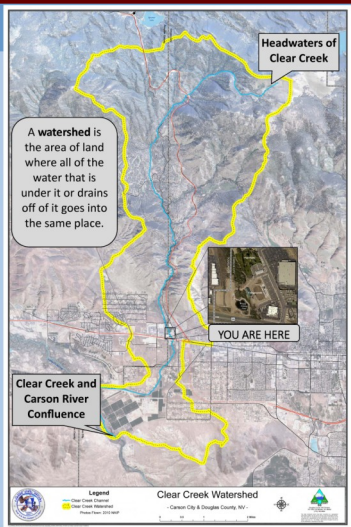 Headwaters of
Clear Creek
A watershed is
the area of land
where all of the
water that is
under it or drains
off of it goes into
the same place.
YOU ARE HERE
Clear Creek and
Carson River
Confluence
Legend
Clear Creek Channel
Clear Creek Watershed
Clear Creek Watershed
- Carson City & Douglas County, NV -